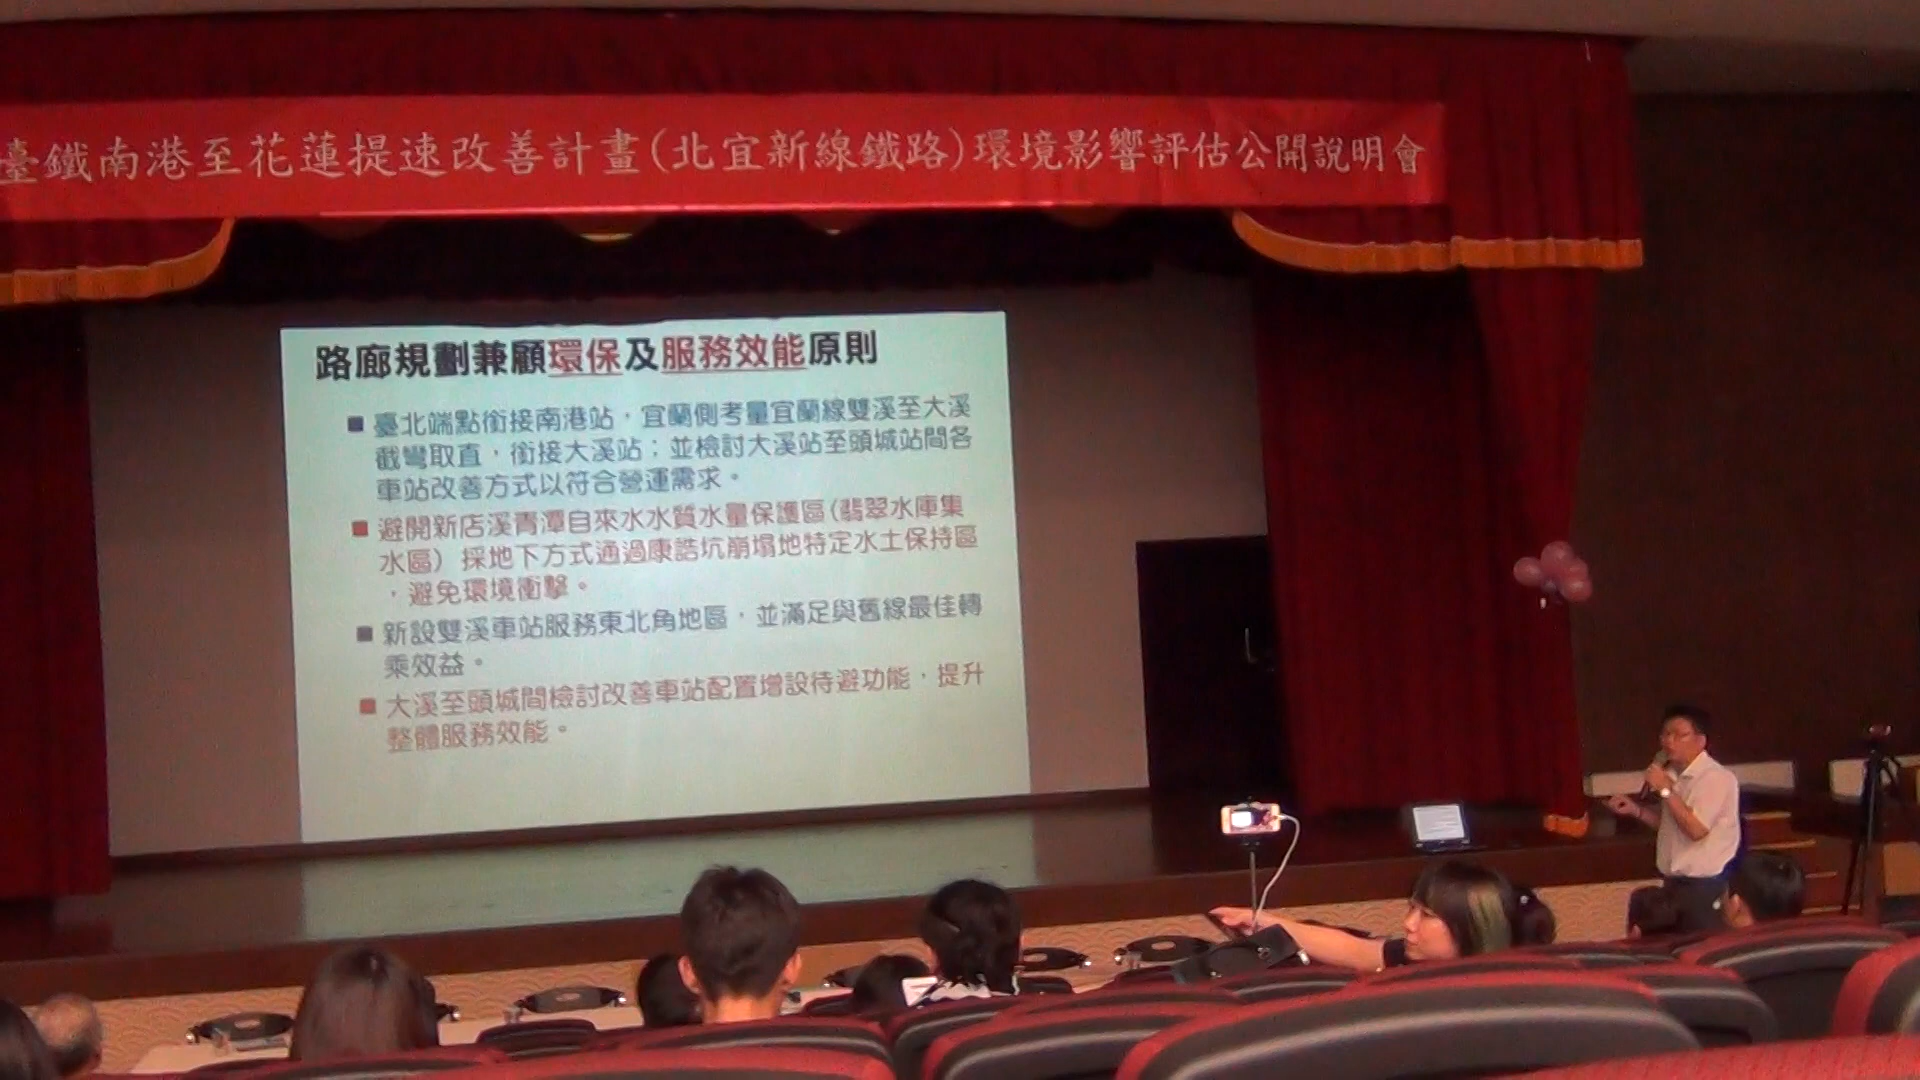 臺鐵南港至花蓮提速改善計畫(北宜新線鐵路)環境影響評估公開說明會
路廊規劃兼顧環保及服務效能原則
■ 臺北端點銜接南港站，宜蘭側考量宜蘭線雙溪至大溪
截彎取直，銜接大溪站；並檢討大溪站至頭城站間各
車站改善方式以符合營運需求。
■ 避開新店溪青潭自來水水質水量保護區(翡翠水庫集
水區) 採地下方式通過康誥坑崩塌地特定水土保持區
，避免環境衝擊。
■ 新設雙溪車站服務東北角地區，並滿足與舊線最佳轉
乘效益。
■ 大溪至頭城間檢討改善車站配置增設待避功能，提升
整體服務效能。